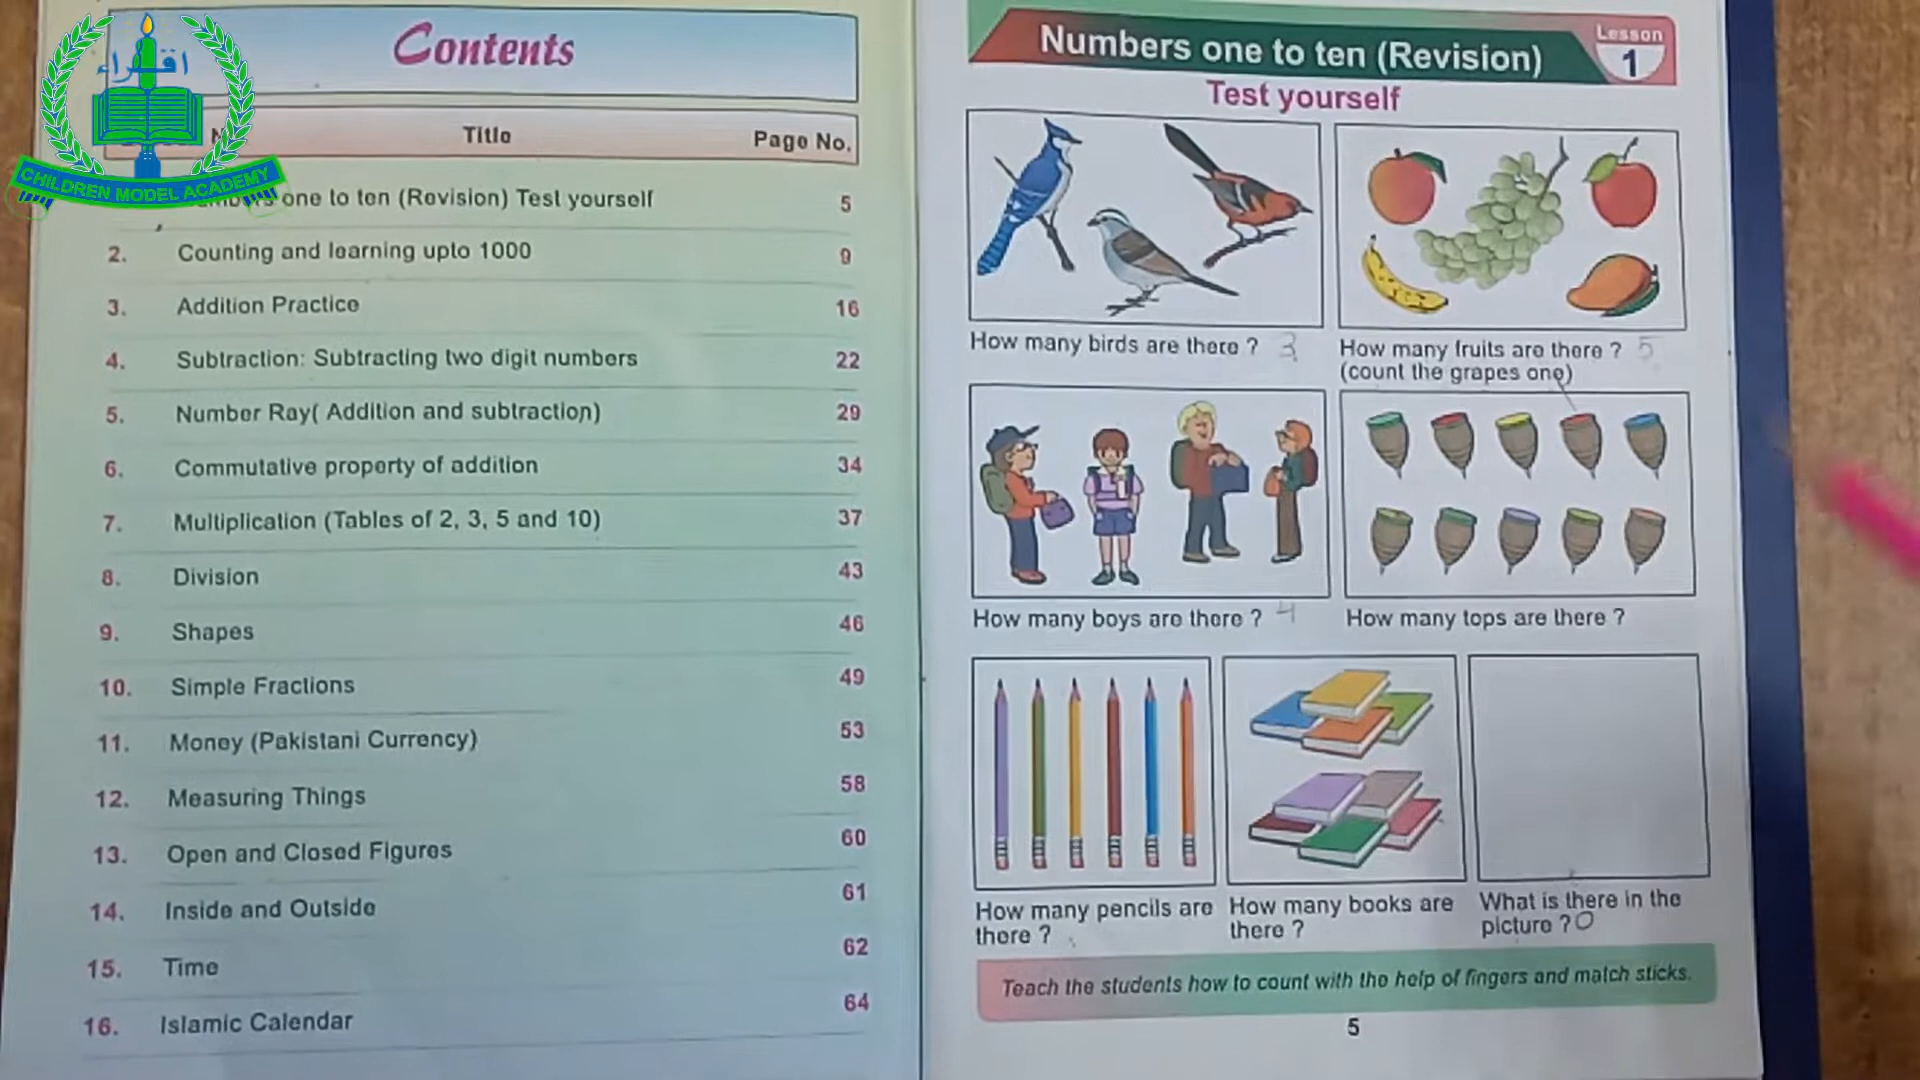 اقراء
CHILDREN MODEL ACADEMY
Contents
Title Page No.
one to ten (Revision) Test yourself 5
2. Counting and learning upto 1000 9
3. Addition Practice 16
4. Subtraction: Subtracting two digit numbers 22
5. Number Ray( Addition and subtraction) 29
6. Commutative property of addition 34
7. Multiplication (Tables of 2, 3, 5 and 10) 37
8. Division 43
9. Shapes 46
10. Simple Fractions 49
11. Money (Pakistani Currency) 53
12. Measuring Things 58
13. Open and Closed Figures 60
14. Inside and Outside 61
15. Time 62
16. Islamic Calendar 64
Numbers one to ten (Revision)
Lesson
1
Test yourself
How many birds are there ? 3
How many fruits are there ? 5
(count the grapes one)
How many boys are there ? 4
How many tops are there ?
How many pencils are
there ?
How many books are
there ?
What is there in the
picture ? 0
Teach the students how to count with the help of fingers and match sticks.
5